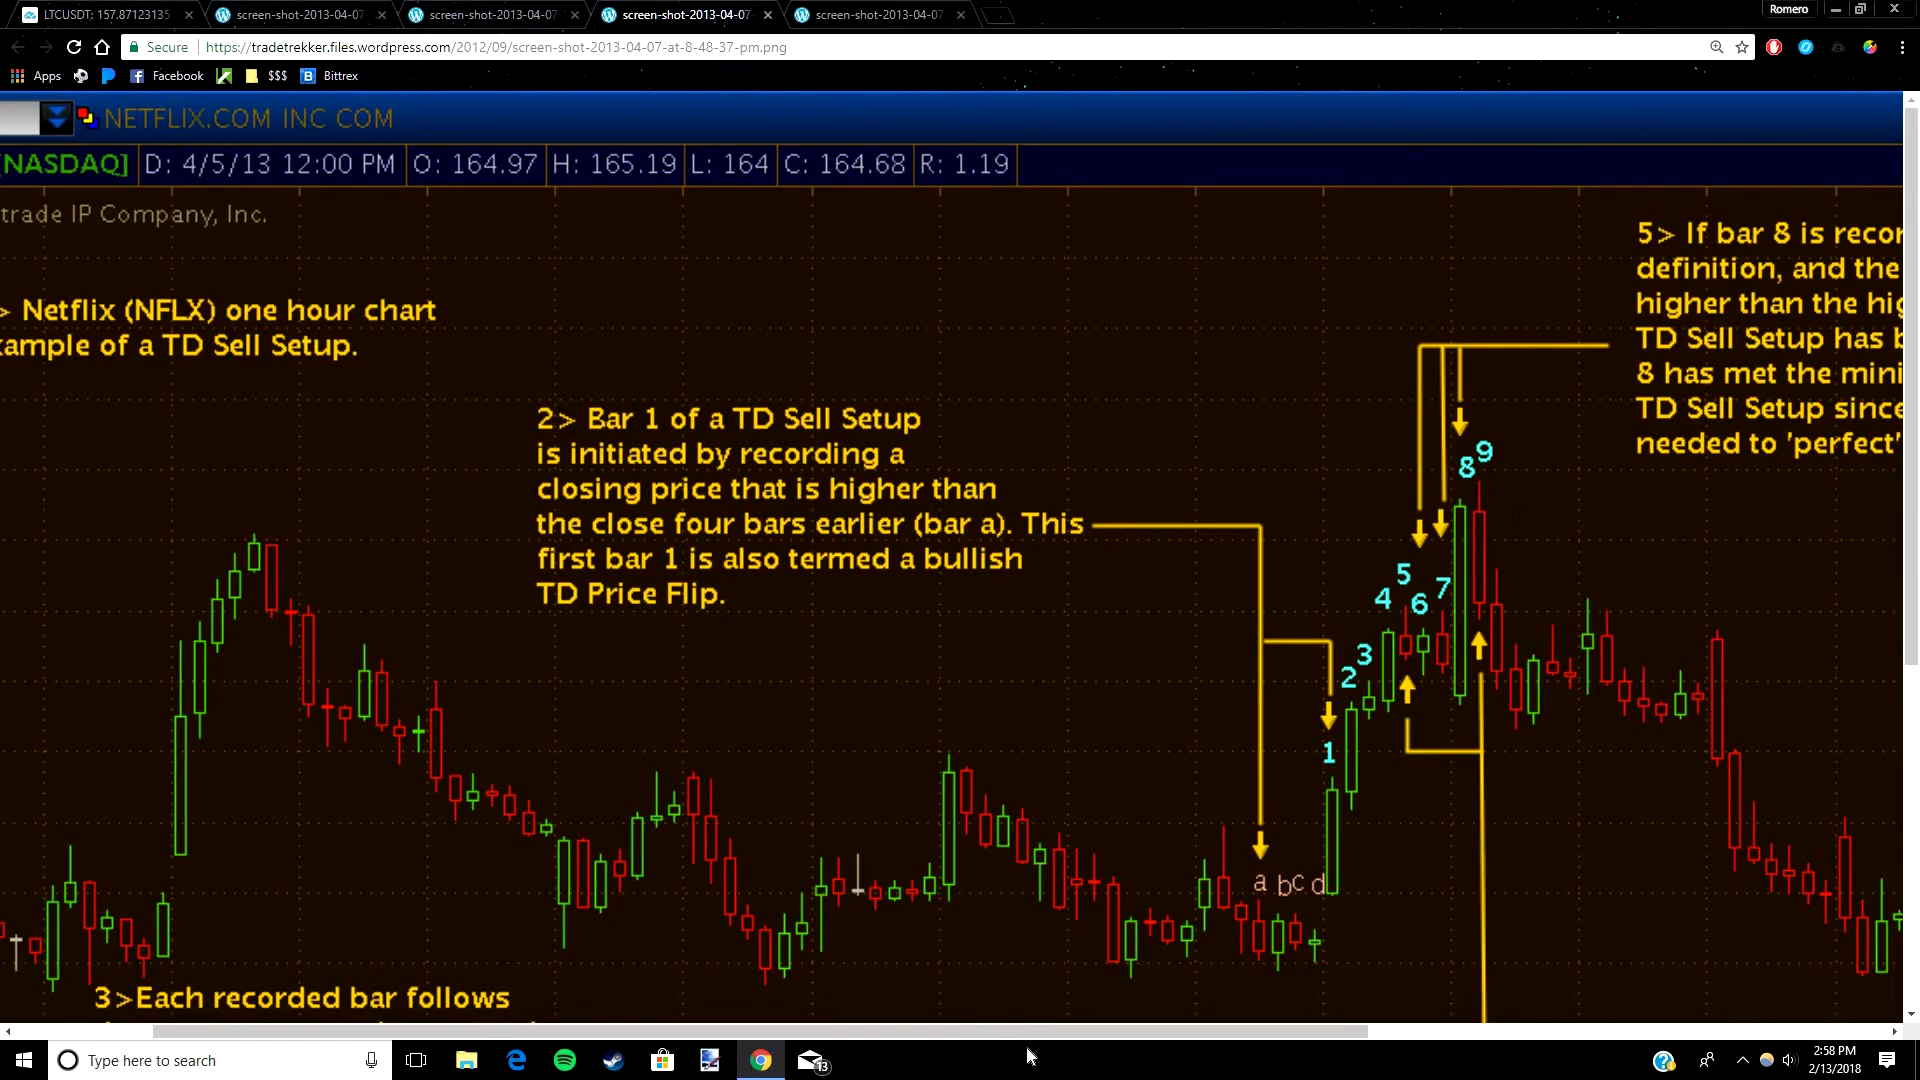 LTCUSDT: 157.87123135
screen-shot-2013-04-07-
screen-shot-2013-04-07-
screen-shot-2013-04-07-
screen-shot-2013-04-07-
Romero
Secure
https://tradetrekker.files.wordpress.com/2012/09/screen-shot-2013-04-07-at-8-48-37-pm.png
Apps
Facebook
$$$
Bittrex
NETFLIX.COM INC COM
[NASDAQ] D: 4/5/13 12:00 PM O: 164.97 H: 165.19 L: 164 C: 164.68 R: 1.19
trade IP Company, Inc.
> Netflix (NFLX) one hour chart
xample of a TD Sell Setup.
2> Bar 1 of a TD Sell Setup
is initiated by recording a
closing price that is higher than
the close four bars earlier (bar a). This
first bar 1 is also termed a bullish
TD Price Flip.
5> If bar 8 is recor
definition, and the
higher than the hig
TD Sell Setup has b
8 has met the mini
TD Sell Setup since
needed to 'perfect'
1
2
3
4
5
6
7
8
9
a b c d
3>Each recorded bar follows
Type here to search
13
2:58 PM
2/13/2018